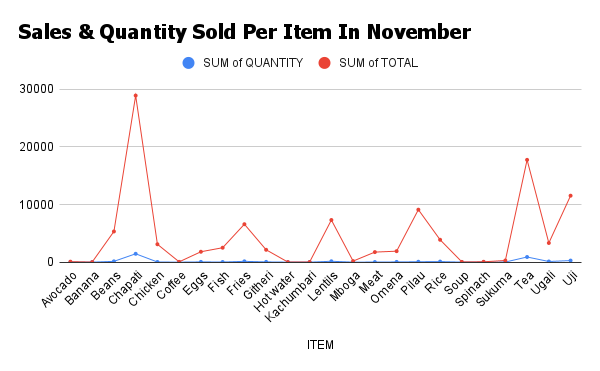 Sales & Quantity Sold Per Item In November
SUM of QUANTITY SUM of TOTAL
30000
20000
10000
0
Avocado
Banana
Beans
Chapati
Chicken
Coffee
Eggs
Fish
Fries
Githeri
Hot water
Kachumbari
Lentils
Mboga
Meat
Omena
Pilau
Rice
Soup
Spinach
Sukuma
Tea
Ugali
Uji
ITEM